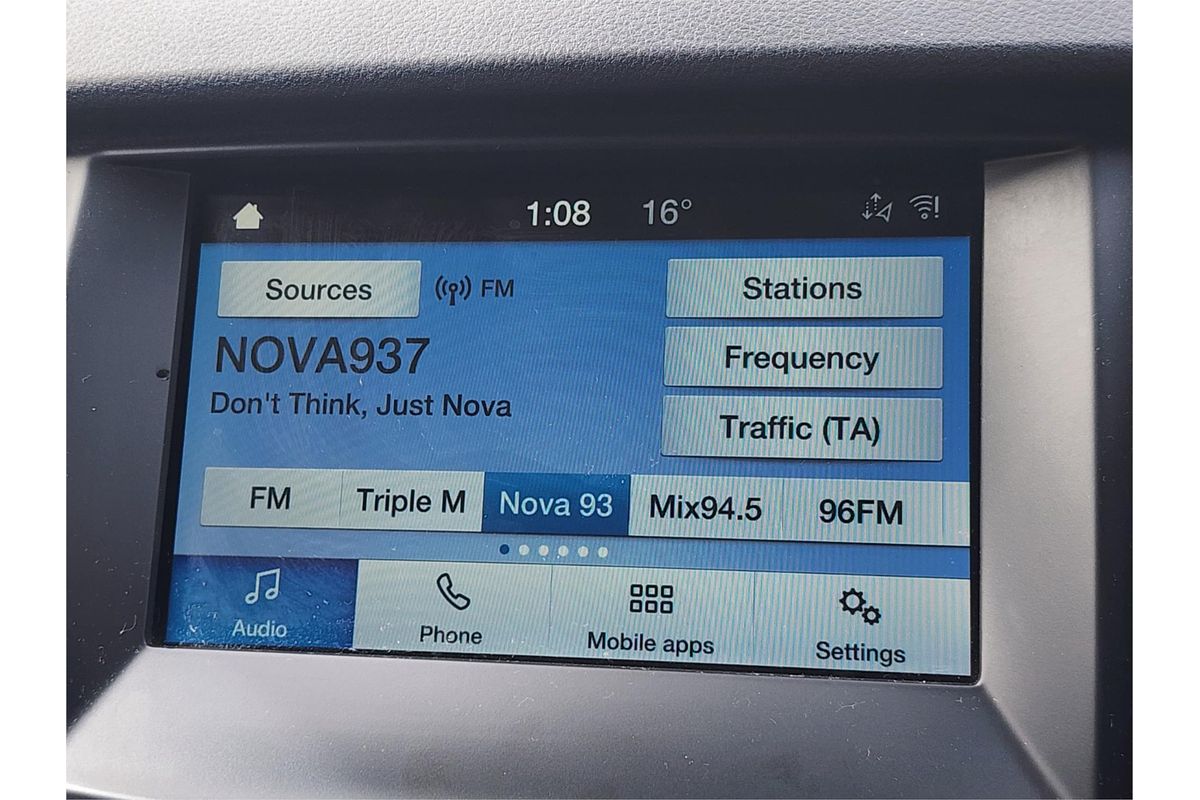 1:08 16°
Sources FM
Stations
NOVA937
Frequency
Don't Think, Just Nova
Traffic (TA)
FM Triple M Nova 93 Mix94.5 96FM
Audio Phone Mobile apps Settings